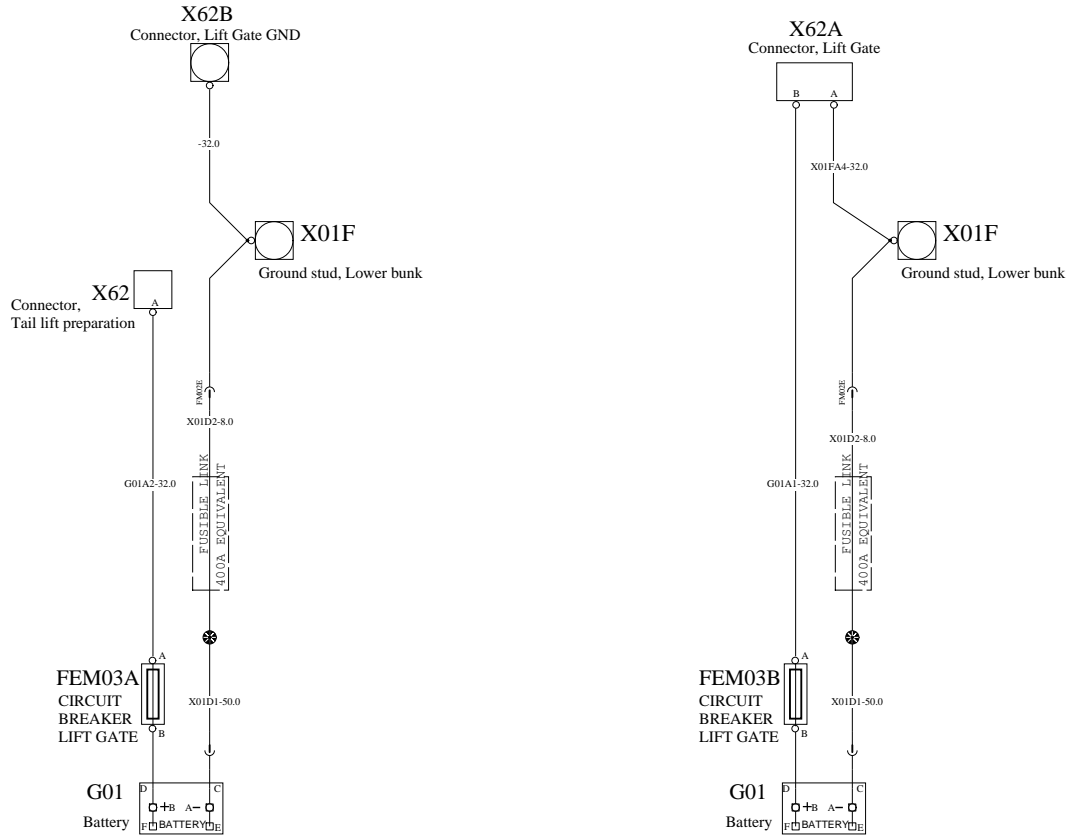 X62B
Connector, Lift Gate GND
-32.0
X01F
Ground stud, Lower bunk
X62
A
Connector,
Tail lift preparation
FM02E
X01D2-8.0
G01A2-32.0
FUSIBLE LINK
400A EQUIVALENT
A
FEM03A
CIRCUIT
BREAKER
LIFT GATE
B
X01D1-50.0
G01
Battery
D C
+B A-
F BATTERY E
X62A
Connector, Lift Gate
B A
X01FA4-32.0
X01F
Ground stud, Lower bunk
FM02E
X01D2-8.0
G01A1-32.0
FUSIBLE LINK
400A EQUIVALENT
A
FEM03B
CIRCUIT
BREAKER
LIFT GATE
B
X01D1-50.0
G01
Battery
D C
+B A-
F BATTERY E